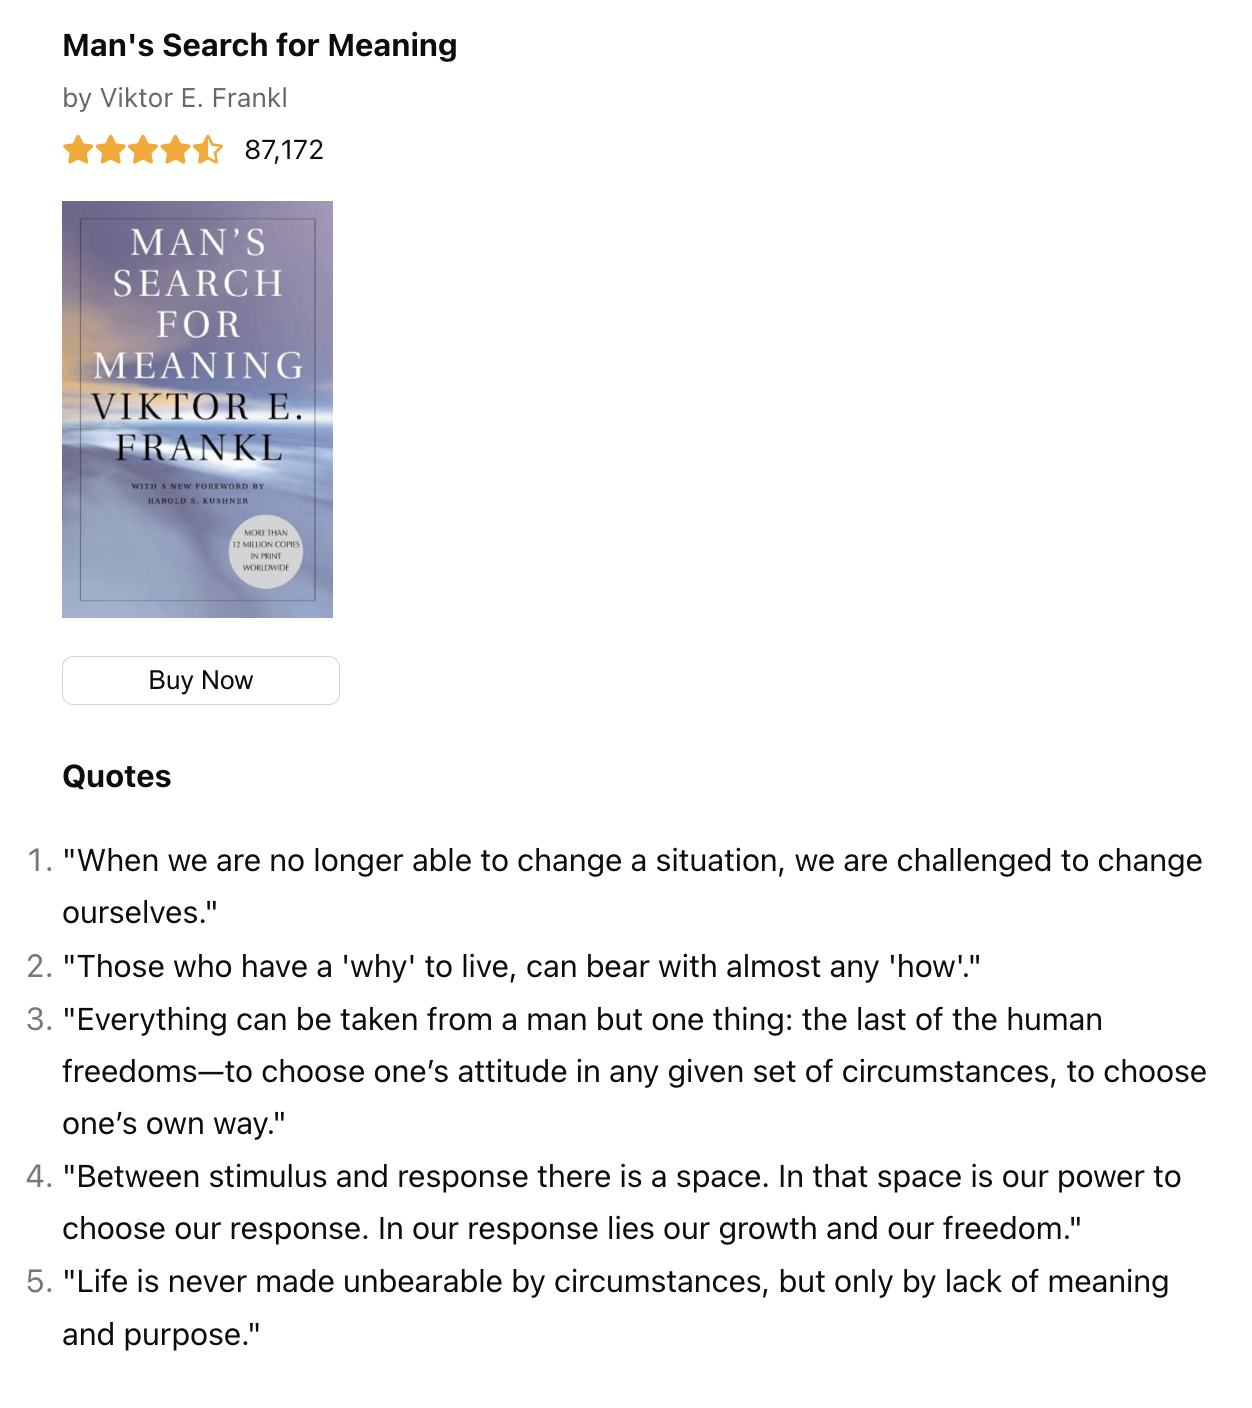 Man's Search for Meaning
by Viktor E. Frankl
87,172
MAN’S
SEARCH
FOR
MEANING
VIKTOR E.
FRANKL
WITH A NEW FOREWORD BY
HAROLD S. KUSHNER
MORE THAN
12 MILLION COPIES
IN PRINT
WORLDWIDE
Buy Now
Quotes
1. "When we are no longer able to change a situation, we are challenged to change
ourselves."
2. "Those who have a 'why' to live, can bear with almost any 'how'."
3. "Everything can be taken from a man but one thing: the last of the human
freedoms—to choose one’s attitude in any given set of circumstances, to choose
one’s own way."
4. "Between stimulus and response there is a space. In that space is our power to
choose our response. In our response lies our growth and our freedom."
5. "Life is never made unbearable by circumstances, but only by lack of meaning
and purpose."